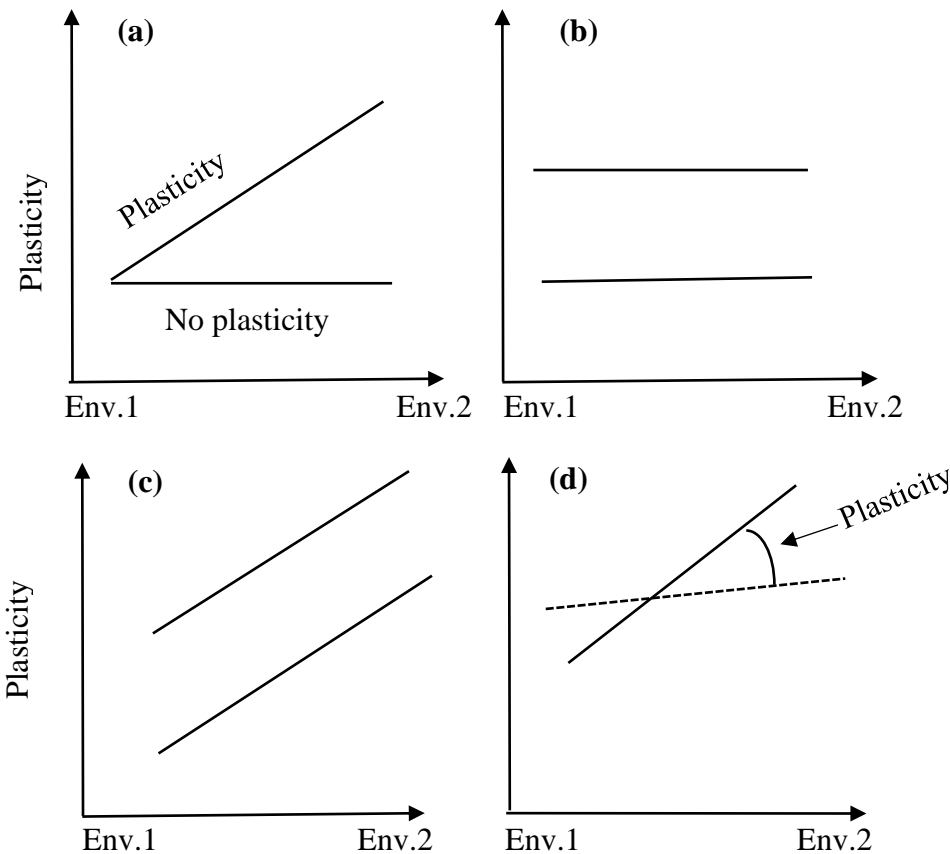 (a)
Plasticity
Plasticity
No plasticity
Env.1
Env.2
(b)
Env.1
Env.2
(c)
Plasticity
Env.1
Env.2
(d)
Plasticity
Env.1
Env.2